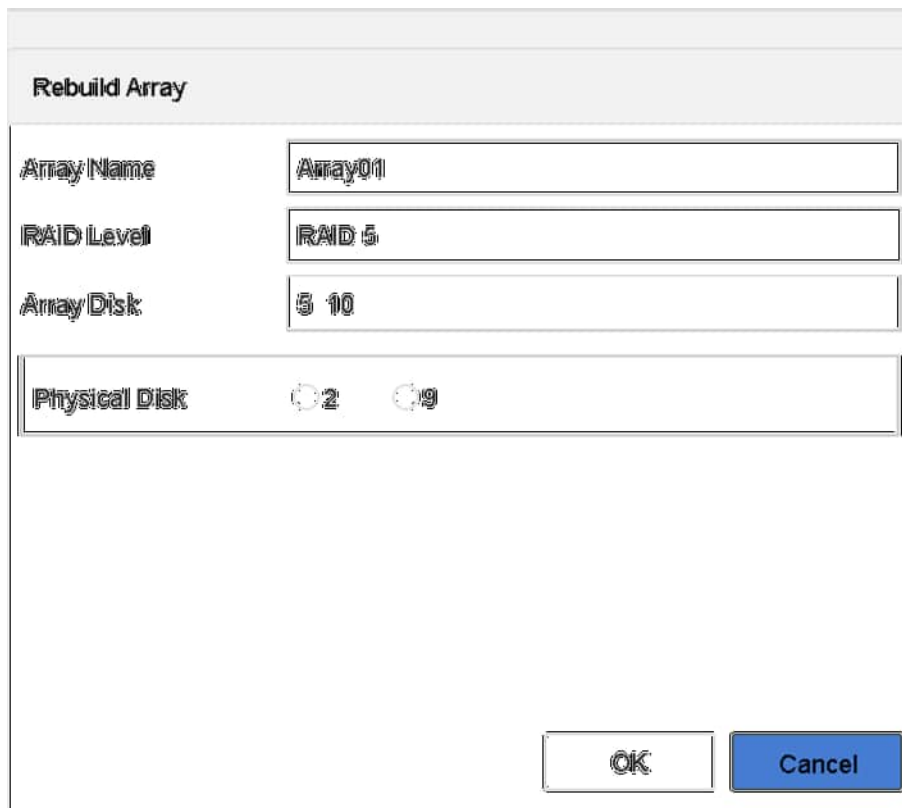 Rebuild Array
Array Name Array01
RAID Level RAID 5
Array Disk 5 10
Physical Disk 2 9
OK Cancel